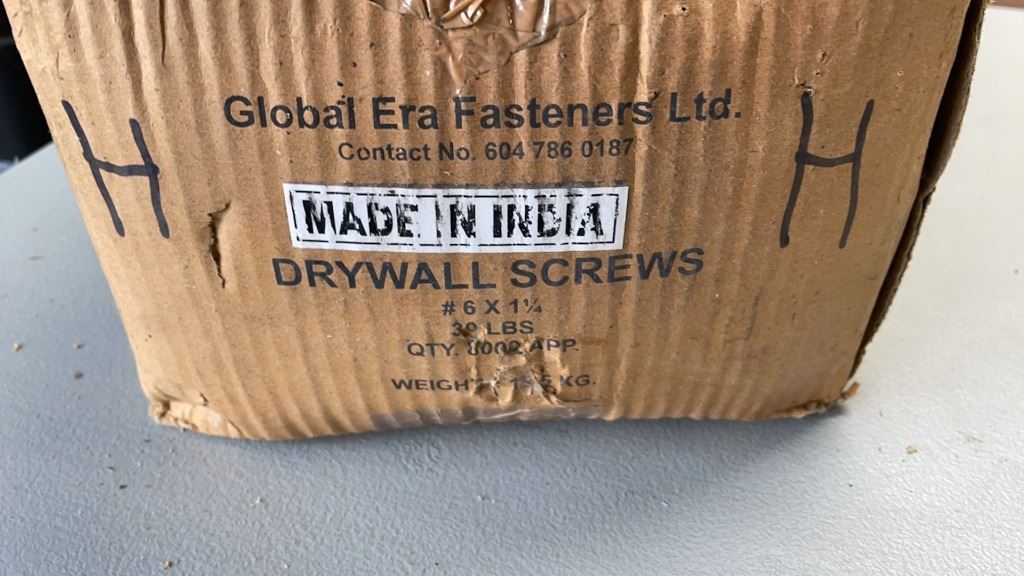 Global Era Fasteners Ltd.
Contact No. 604 786 0187
H H
MADE IN INDIA
DRYWALL SCREWS
# 6 X 1¼
LBS
QTY. APP.
KG.